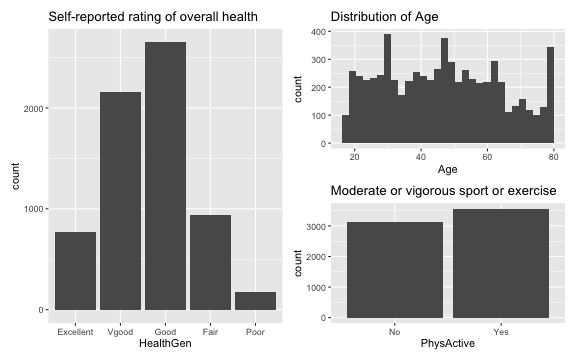 Self-reported rating of overall health
count
2000
1000
0
Excellent Vgood Good Fair Poor
HealthGen
Distribution of Age
count
400
300
200
100
0
20 40 60 80
Age
Moderate or vigorous sport or exercise
count
3000
2000
1000
0
No Yes
PhysActive